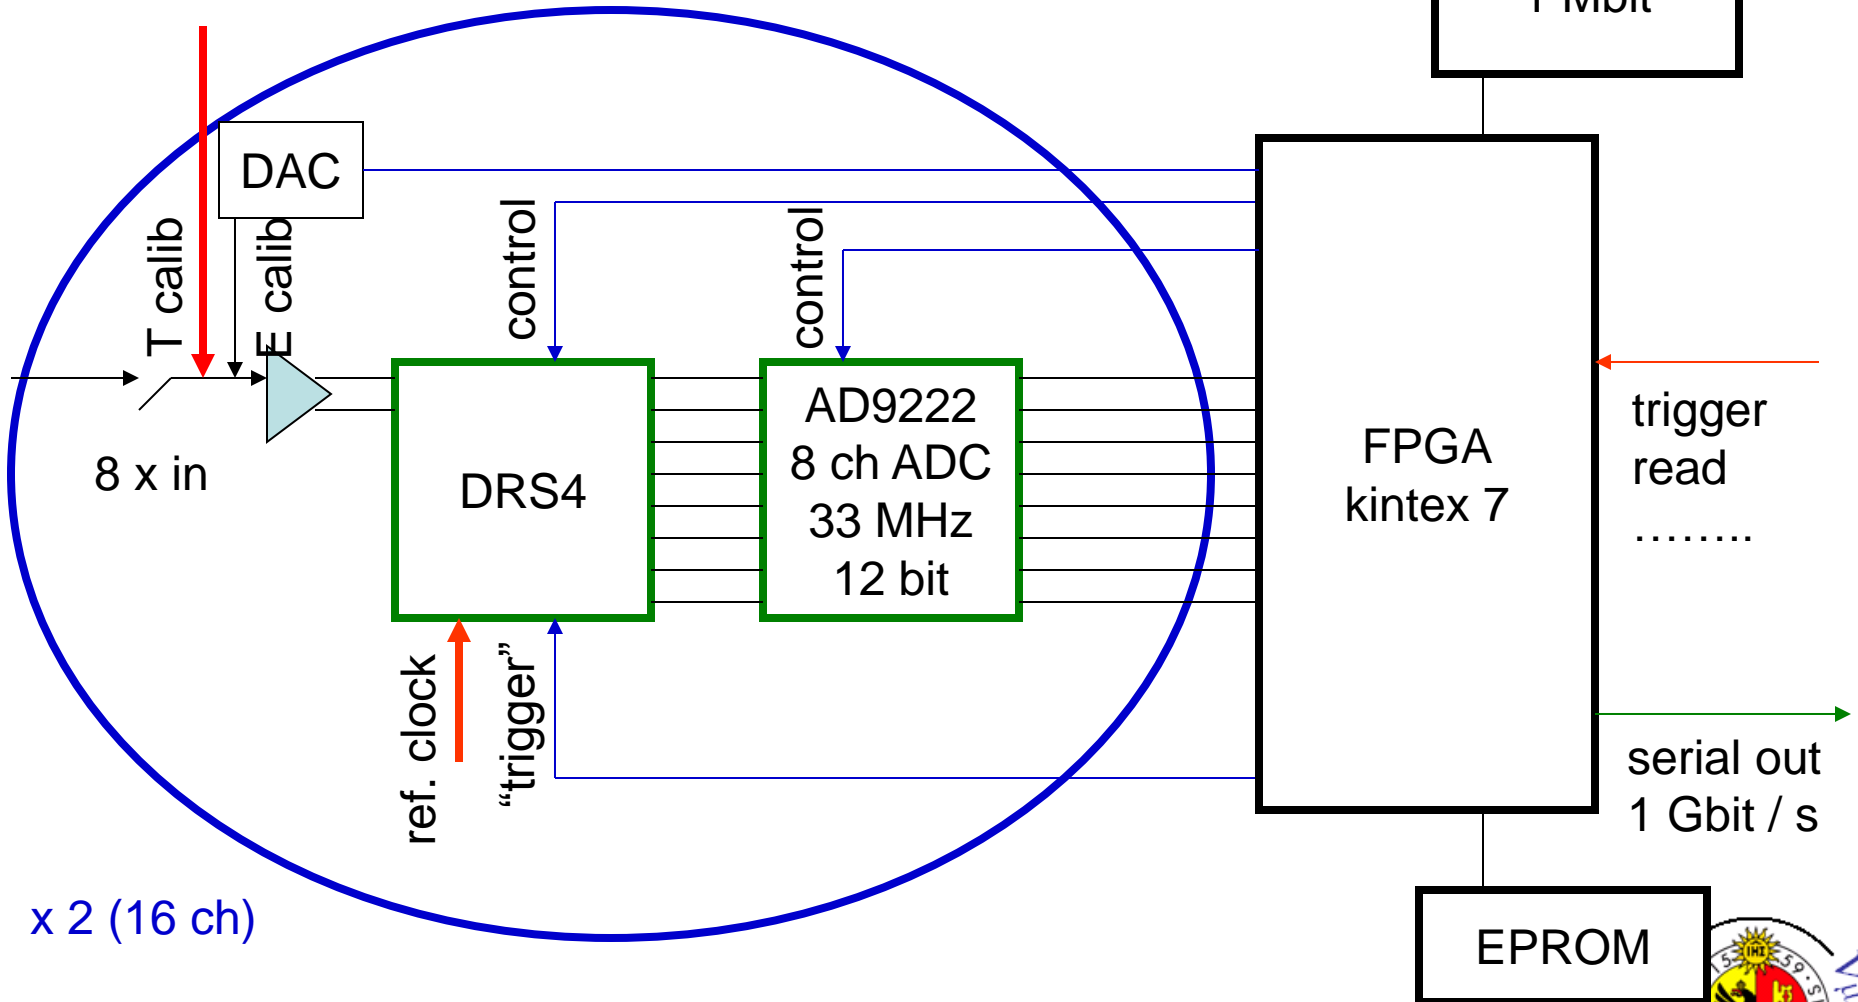 DAC
T calib
E calib
control
control
8 x in
DRS4
AD9222
8 ch ADC
33 MHz
12 bit
FPGA
kintex 7
trigger
read
........
ref. clock
“trigger”
serial out
1 Gbit / s
x 2 (16 ch)
EPROM